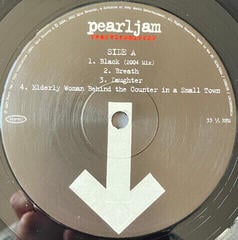 pearljam
SIDE A
1. Black (2004 Mix)
2. Breath
3. Daughter
4. Elderly Woman Behind the Counter in a Small Town
33 ⅓ RPM